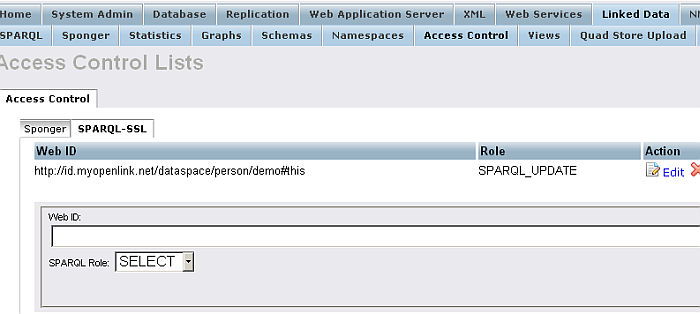 Home System Admin Database Replication Web Application Server XML Web Services Linked Data
SPARQL Sponger Statistics Graphs Schemas Namespaces Access Control Views Quad Store Upload
Access Control Lists
Access Control
Sponger SPARQL-SSL
Web ID Role Action
http://id.myopenlink.net/dataspace/person/demo#this SPARQL_UPDATE Edit
Web ID:
SPARQL Role: SELECT